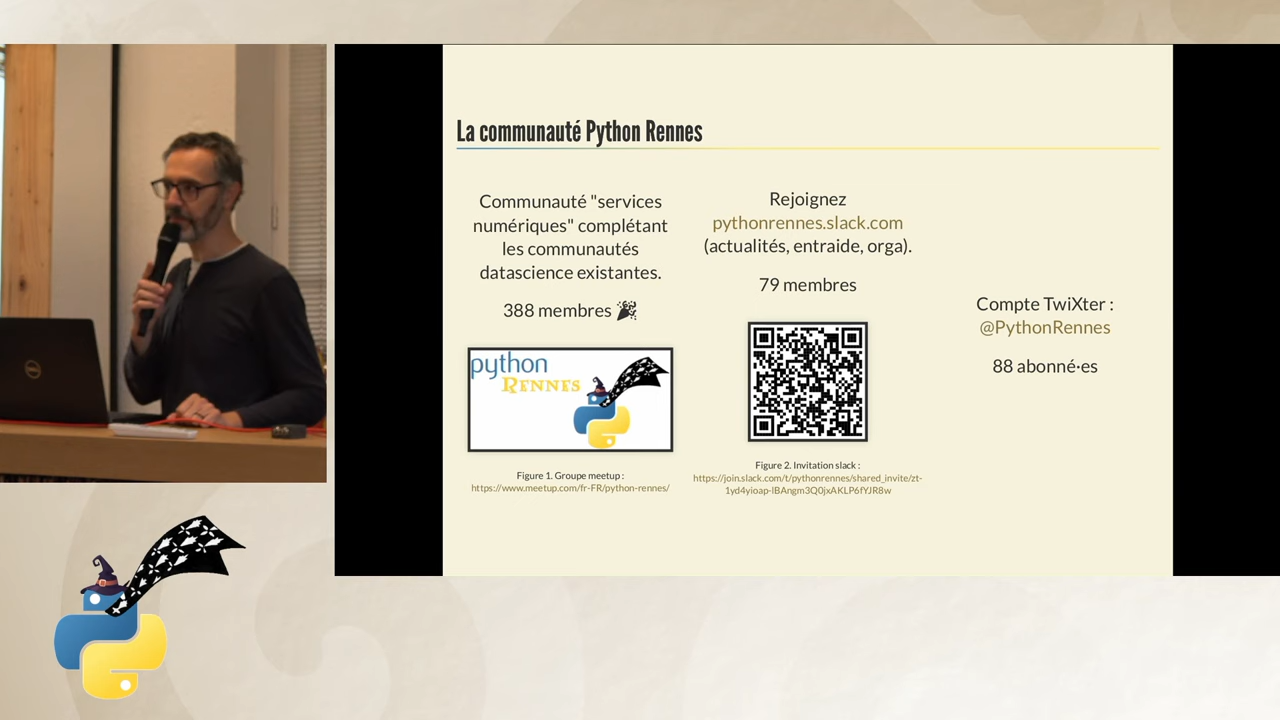 La communauté Python Rennes
Communauté "services
numériques" complétant
les communautés
datascience existantes.
388 membres 🎉
python
RENNES
Figure 1. Groupe meetup :
https://www.meetup.com/fr-FR/python-rennes/
Rejoignez
pythonrennes.slack.com
(actualités, entraide, orga).
79 membres
Figure 2. Invitation slack :
https://join.slack.com/t/pythonrennes/shared_invite/zt-
1yd4yioap-lBAngm3Q0jxAKLP6fYJR8w
Compte TwiXter :
@PythonRennes
88 abonné·es